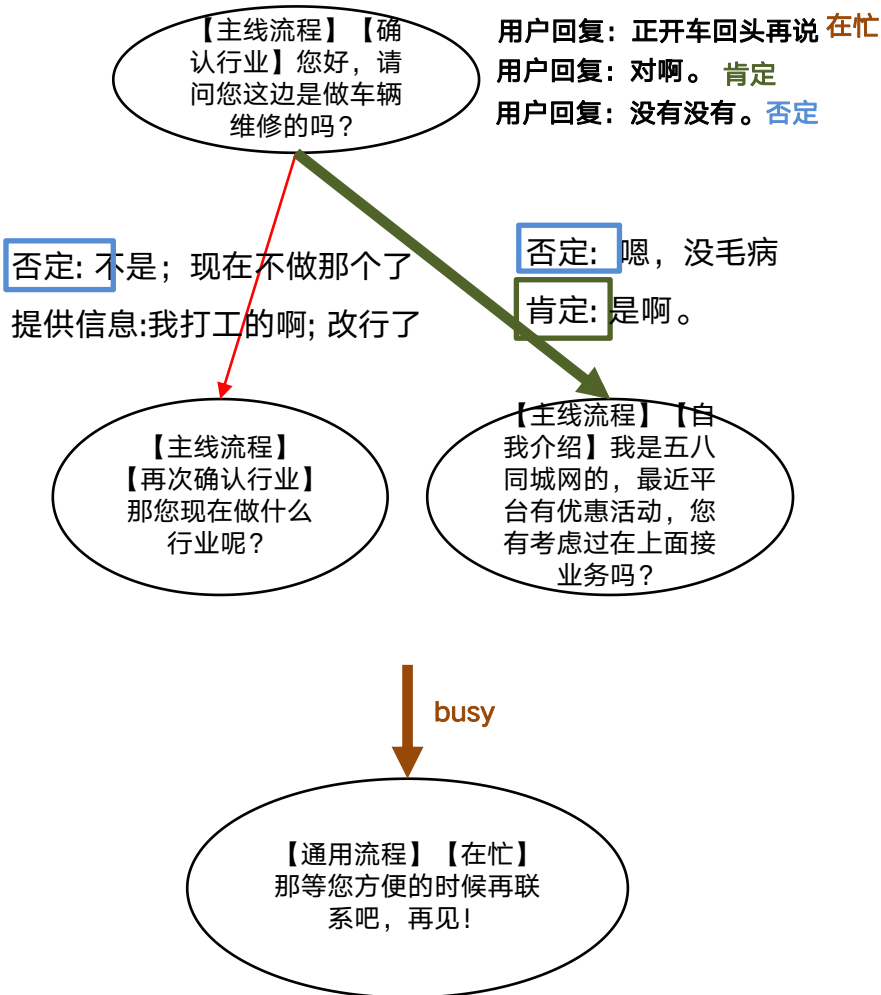 【主线流程】【确
认行业】您好，请
问您这边是做车辆
维修的吗？
用户回复：正开车回头再说 在忙
用户回复：对啊。 肯定
用户回复：没有没有。否定
否定: 不是；现在不做那个了
提供信息:我打工的啊; 改行了
否定: 嗯，没毛病
肯定: 是啊。
【主线流程】
【再次确认行业】
那您现在做什么
行业呢？
【主线流程】【自
我介绍】我是五八
同城网的，最近平
台有优惠活动，您
有考虑过在上面接
业务吗？
busy
【通用流程】【在忙】
那等您方便的时候再联
系吧，再见！